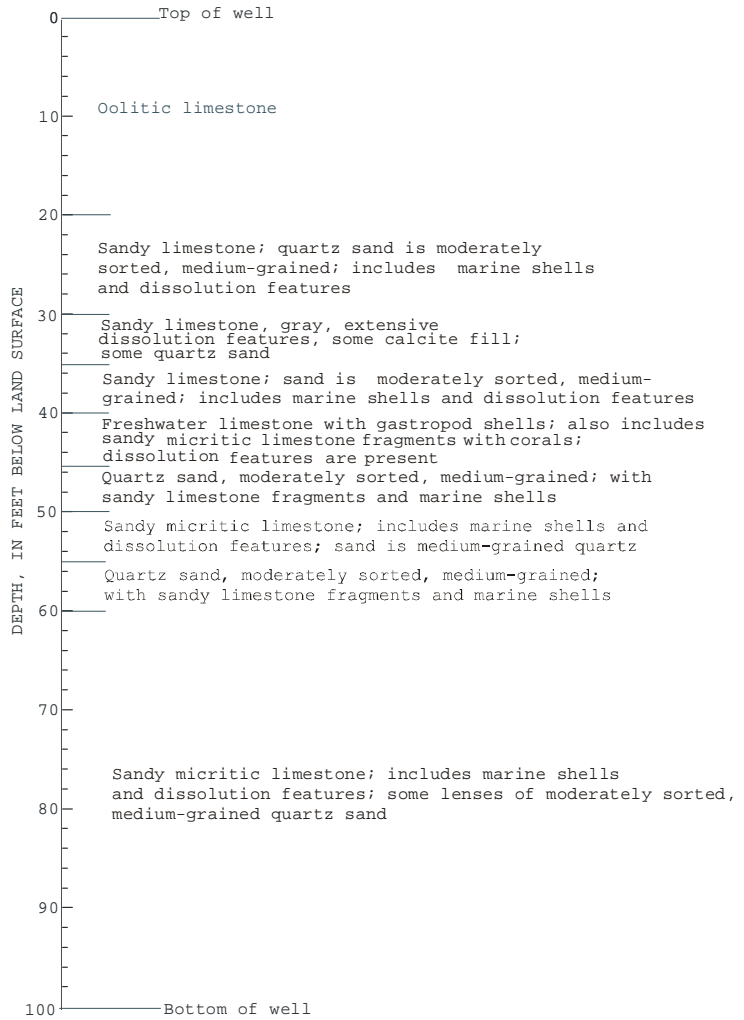 0 Top of well
Oolitic limestone
10
20
Sandy limestone; quartz sand is moderately
sorted, medium-grained; includes marine shells
and dissolution features
30
Sandy limestone, gray, extensive
dissolution features, some calcite fill;
some quartz sand
Sandy limestone; sand is moderately sorted, medium-
grained; includes marine shells and dissolution features
40
Freshwater limestone with gastropod shells; also includes
sandy micritic limestone fragments with corals;
dissolution features are present
Quartz sand, moderately sorted, medium-grained; with
sandy limestone fragments and marine shells
50
Sandy micritic limestone; includes marine shells and
dissolution features; sand is medium-grained quartz
Quartz sand, moderately sorted, medium-grained;
with sandy limestone fragments and marine shells
60
70
Sandy micritic limestone; includes marine shells
and dissolution features; some lenses of moderately sorted,
medium-grained quartz sand
80
90
100 Bottom of well
DEPTH, IN FEET BELOW LAND SURFACE